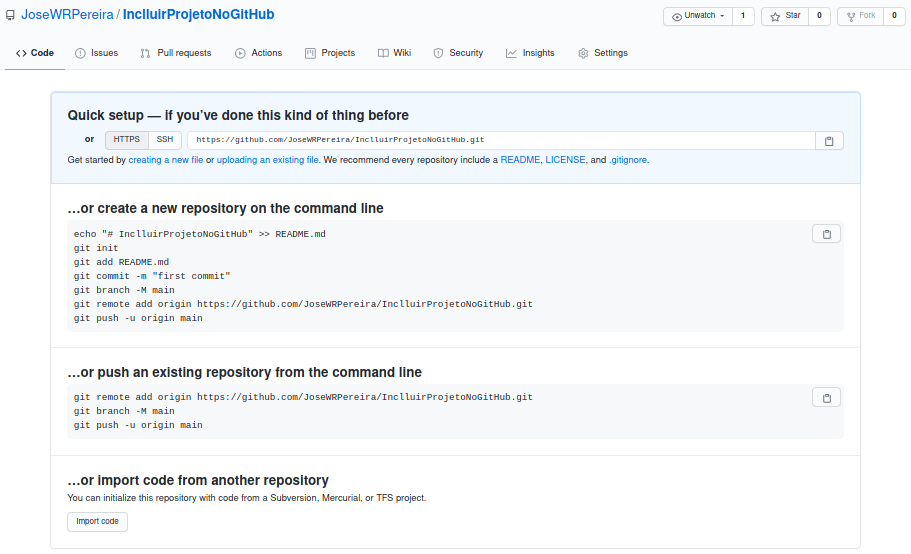 JoseWRPereira / InclluirProjetoNoGitHub
Unwatch 1 Star 0 Fork 0
Code Issues Pull requests Actions Projects Wiki Security Insights Settings
Quick setup — if you've done this kind of thing before
or HTTPS SSH https://github.com/JoseWRPereira/InclluirProjetoNoGitHub.git
Get started by creating a new file or uploading an existing file. We recommend every repository include a README, LICENSE, and .gitignore.
...or create a new repository on the command line
echo "# InclluirProjetoNoGitHub" >> README.md
git init
git add README.md
git commit -m "first commit"
git branch -M main
git remote add origin https://github.com/JoseWRPereira/InclluirProjetoNoGitHub.git
git push -u origin main
...or push an existing repository from the command line
git remote add origin https://github.com/JoseWRPereira/InclluirProjetoNoGitHub.git
git branch -M main
git push -u origin main
...or import code from another repository
You can initialize this repository with code from a Subversion, Mercurial, or TFS project.
Import code